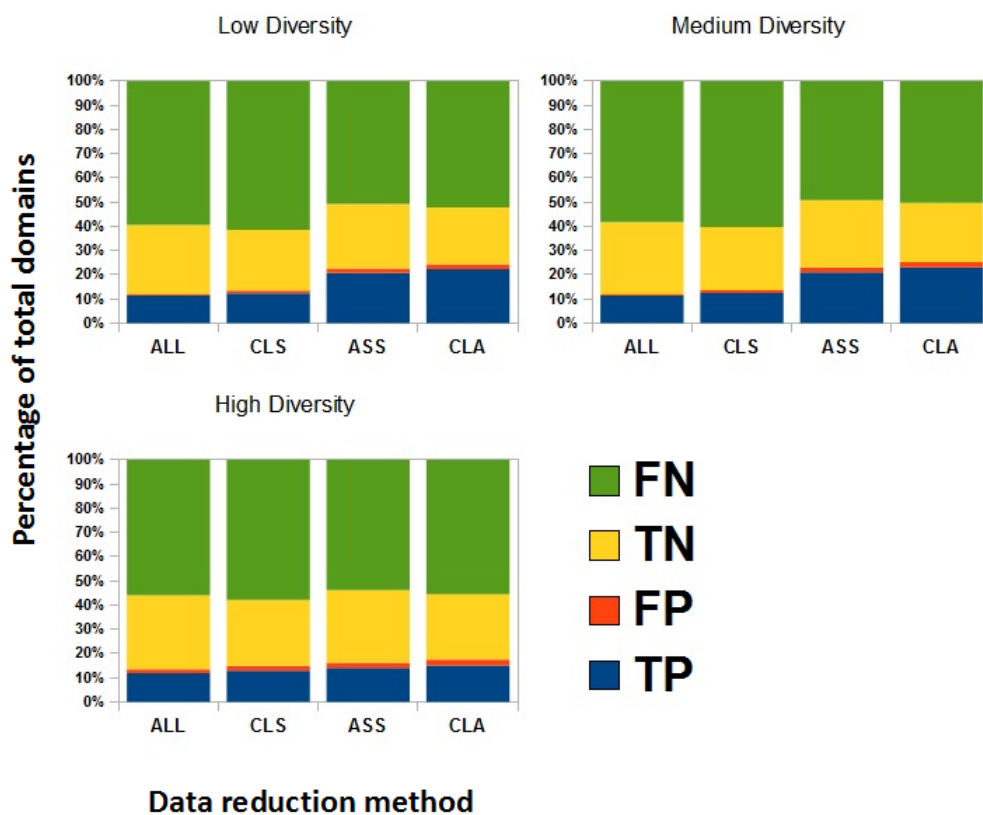 Low Diversity
100%
90%
80%
70%
60%
50%
40%
30%
20%
10%
0%
ALL CLS ASS CLA
Medium Diversity
100%
90%
80%
70%
60%
50%
40%
30%
20%
10%
0%
ALL CLS ASS CLA
Percentage of total domains
High Diversity
100%
90%
80%
70%
60%
50%
40%
30%
20%
10%
0%
ALL CLS ASS CLA
FN
TN
FP
TP
Data reduction method